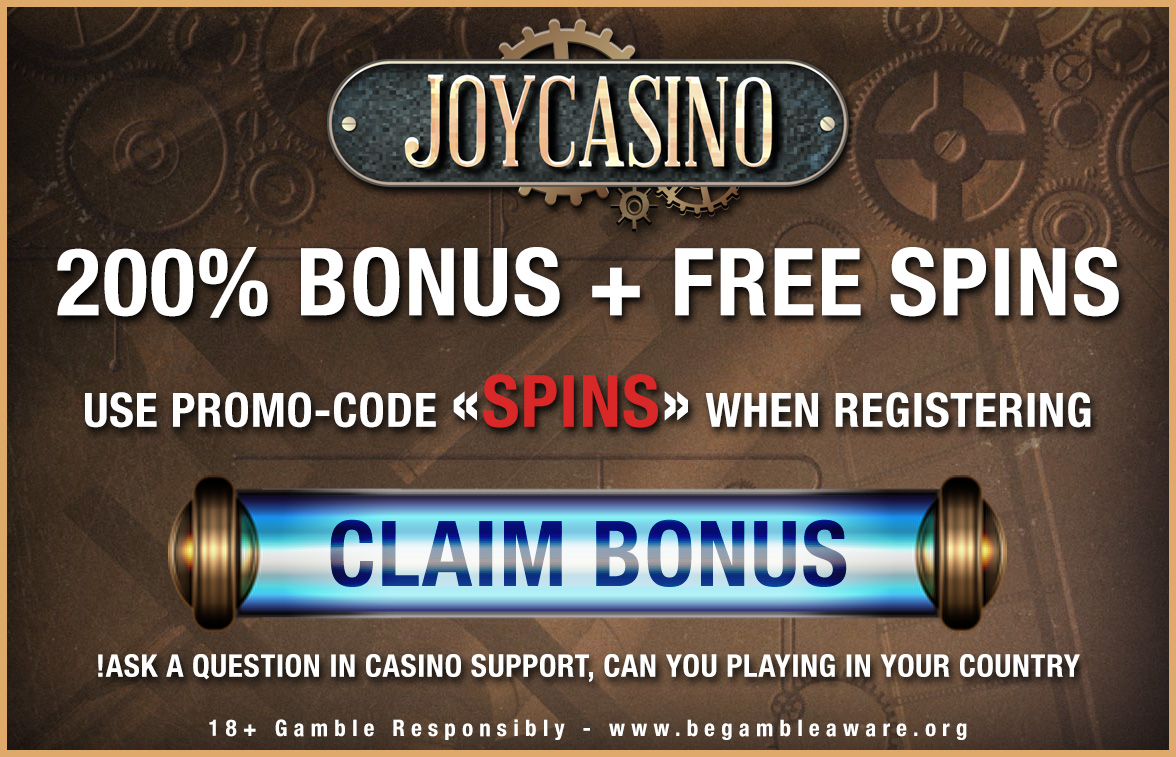 JOYCASINO
200% BONUS + FREE SPINS
USE PROMO-CODE «SPINS» WHEN REGISTERING
CLAIM BONUS
!ASK A QUESTION IN CASINO SUPPORT, CAN YOU PLAYING IN YOUR COUNTRY
18+ Gamble Responsibly - www.begambleaware.org